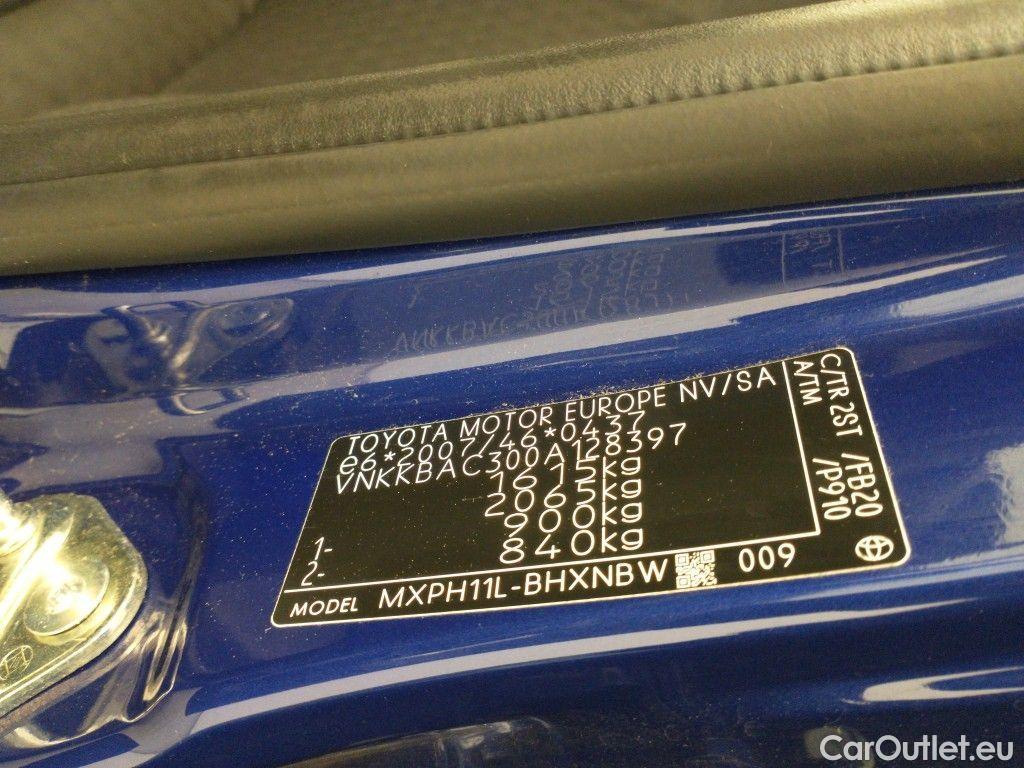 TOYOTA MOTOR EUROPE NV/SA
e6*2007/46*0437
VNKKBAC300A128397
1615kg
2065kg
1- 900kg
2- 840kg
MODEL MXPH11L-BHXNBW 009
C/TR 2ST /FB20
A/TM /P910
CarOutlet.eu